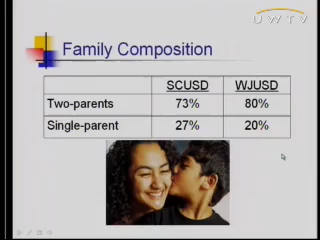 UWTV
Family Composition
SCUSD WJUSD
Two-parents 73% 80%
Single-parent 27% 20%